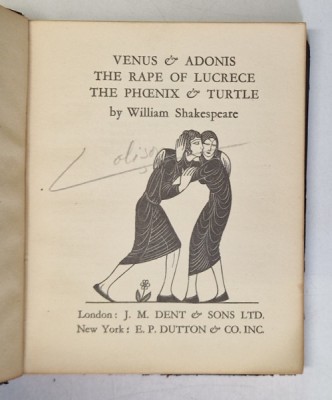 VENUS & ADONIS
THE RAPE OF LUCRECE
THE PHŒNIX & TURTLE
by William Shakespeare
London: J. M. DENT & SONS LTD.
New York: E. P. DUTTON & CO. INC.